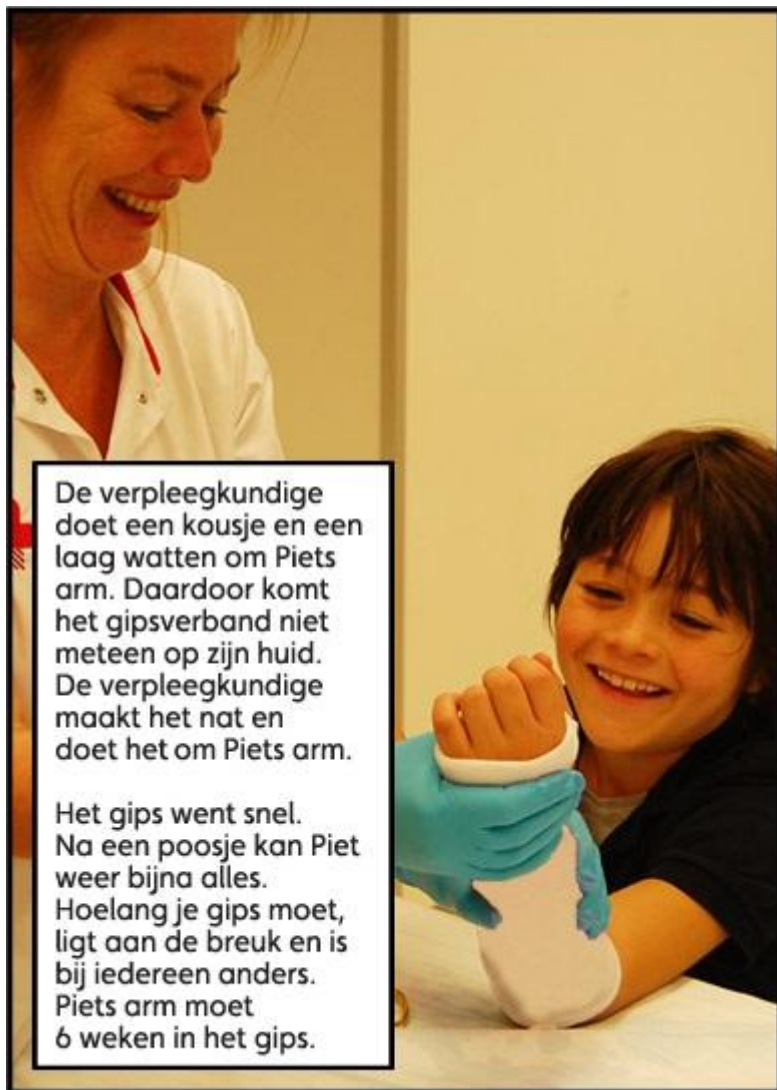 De verpleegkundige
doet een kousje en een
laag watten om Piets
arm. Daardoor komt
het gipsverband niet
meteen op zijn huid.
De verpleegkundige
maakt het nat en
doet het om Piets arm.
Het gips went snel.
Na een poosje kan Piet
weer bijna alles.
Hoelang je gips moet,
ligt aan de breuk en is
bij iedereen anders.
Piets arm moet
6 weken in het gips.